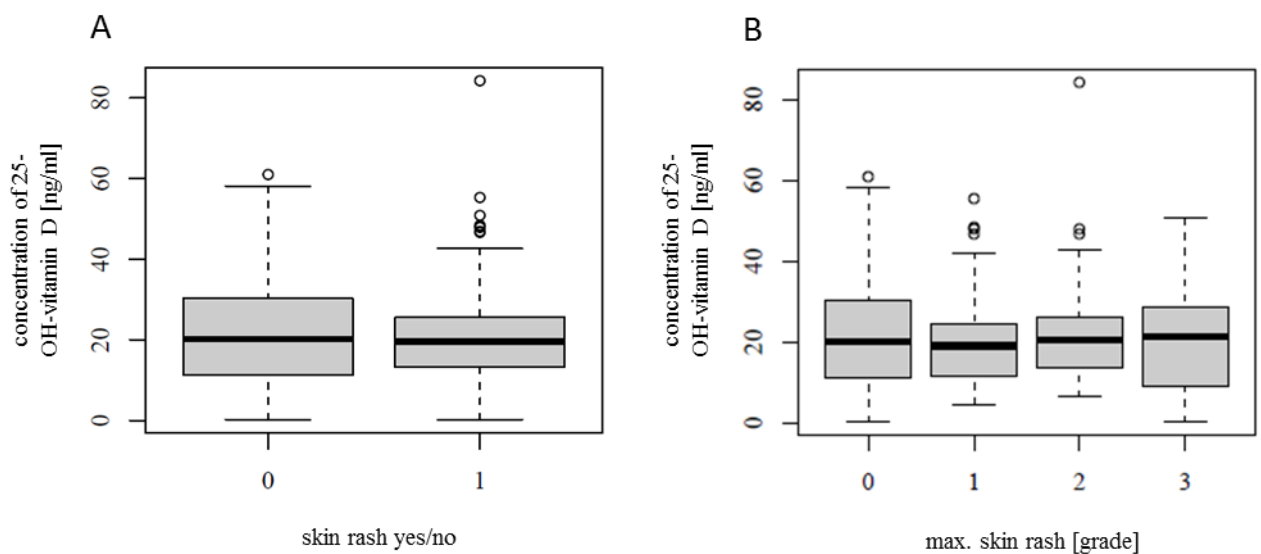 A
concentration of 25-
OH-vitamin D [ng/ml]
80
60
40
20
0
0 1
skin rash yes/no
B
concentration of 25-
OH-vitamin D [ng/ml]
80
60
40
20
0
0 1 2 3
max. skin rash [grade]